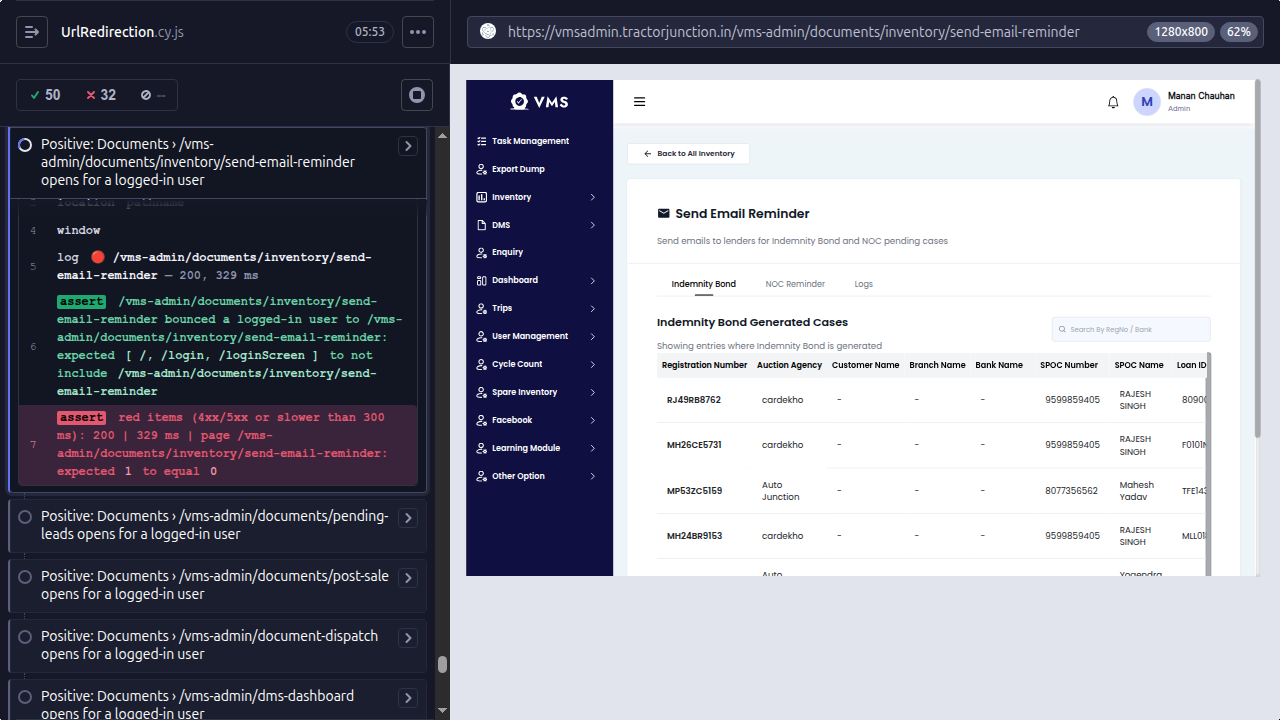 UrlRedirection.cy.js
05:53
50
32
--
Positive: Documents › /vms-
admin/documents/inventory/send-email-reminder
opens for a logged-in user
3 location pathname
4 window
5 log 🔴 /vms-admin/documents/inventory/send-
email-reminder — 200, 329 ms
6 assert /vms-admin/documents/inventory/send-
email-reminder bounced a logged-in user to /vms-
admin/documents/inventory/send-email-reminder:
expected [ /, /login, /loginScreen ] to not
include /vms-admin/documents/inventory/send-
email-reminder
7 assert red items (4xx/5xx or slower than 300
ms): 200 | 329 ms | page /vms-
admin/documents/inventory/send-email-reminder:
expected 1 to equal 0
Positive: Documents › /vms-admin/documents/pending-
leads opens for a logged-in user
Positive: Documents › /vms-admin/documents/post-sale
opens for a logged-in user
Positive: Documents › /vms-admin/document-dispatch
opens for a logged-in user
Positive: Documents › /vms-admin/dms-dashboard
opens for a logged-in user
https://vmsadmin.tractorjunction.in/vms-admin/documents/inventory/send-email-reminder
1280x800
62%
VMS
Task Management
Export Dump
Inventory
DMS
Enquiry
Dashboard
Trips
User Management
Cycle Count
Spare Inventory
Facebook
Learning Module
Other Option
M
Manan Chauhan
Admin
Back to All Inventory
Send Email Reminder
Send emails to lenders for Indemnity Bond and NOC pending cases
Indemnity Bond NOC Reminder Logs
Indemnity Bond Generated Cases
Search By RegNo / Bank
Showing entries where Indemnity Bond is generated
Registration Number Auction Agency Customer Name Branch Name Bank Name SPOC Number SPOC Name Loan ID
RJ49RB8762 cardekho - - - 9599859405 RAJESH SINGH 80900
MH26CE5731 cardekho - - - 9599859405 RAJESH SINGH
MP53ZC5159 Auto Junction - - - 8077356562 Mahesh Yadav
MH24BR9153 cardekho - - - 9599859405 RAJESH SINGH
Auto Yogendra